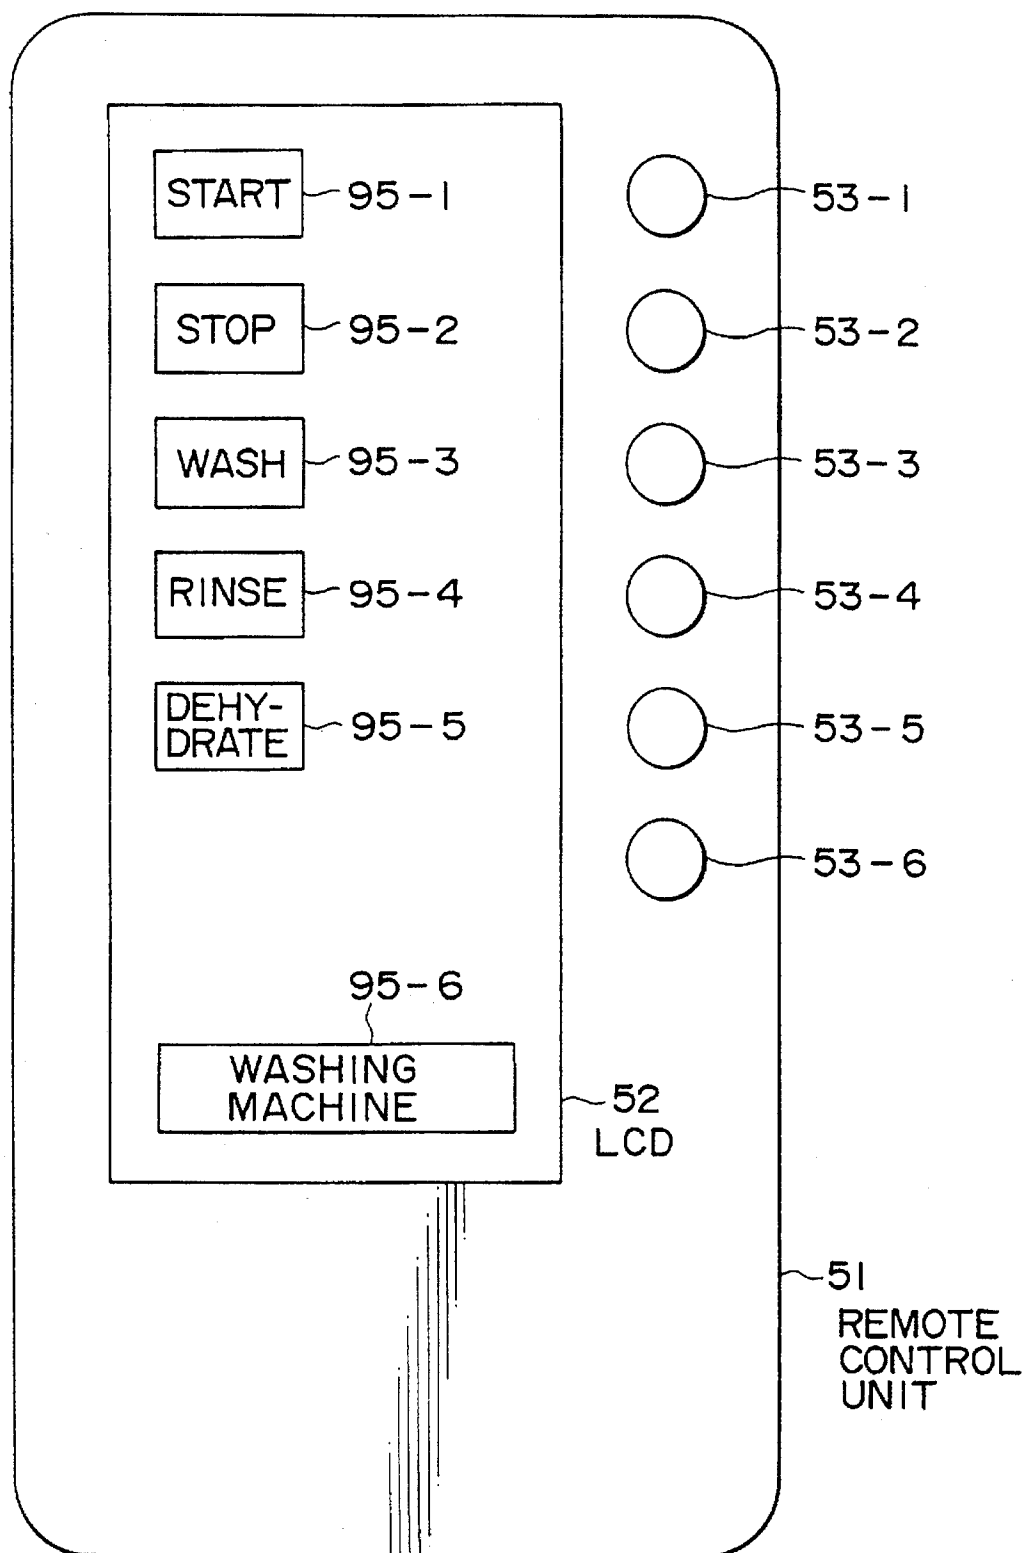 START 95-1 53-1
STOP 95-2 53-2
WASH 95-3 53-3
RINSE 95-4 53-4
DEHY-
DRATE 95-5 53-5
53-6
95-6
WASHING
MACHINE
52
LCD
51
REMOTE
CONTROL
UNIT